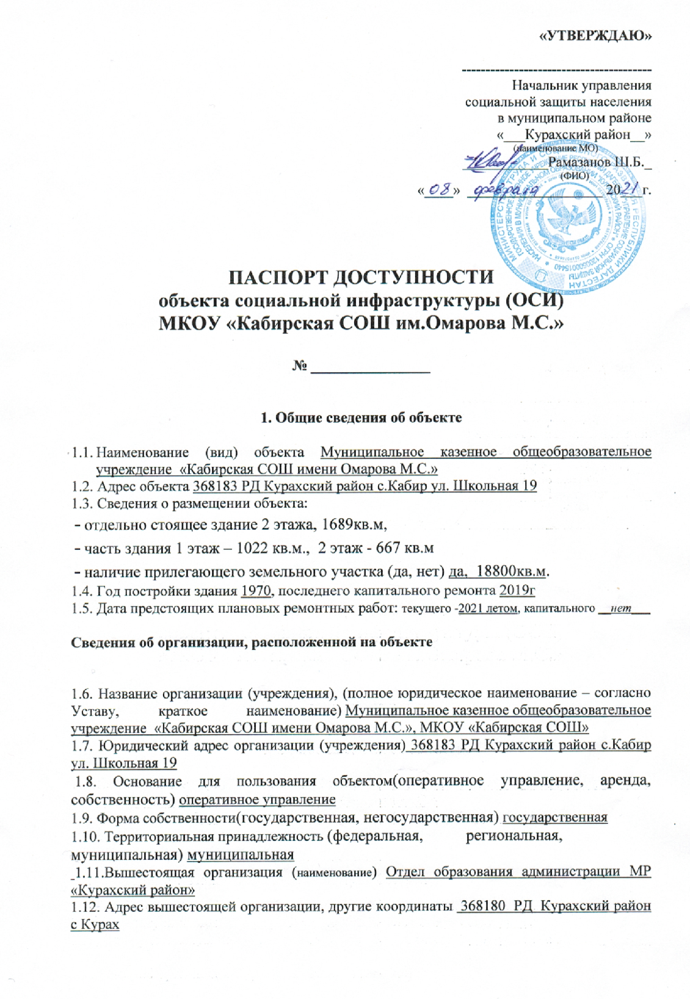 «УТВЕРЖДАЮ»
----------------------------------------
Начальник управления
социальной защиты населения
в муниципальном районе
«___Курахский район__»
(наименование МО)
____________Рамазанов Ш.Б._
(ФИО)
«_08_» _февраля_ 2021 г.
ПАСПОРТ ДОСТУПНОСТИ
объекта социальной инфраструктуры (ОСИ)
МКОУ «Кабирская СОШ им.Омарова М.С.»
№ _______________
1. Общие сведения об объекте
1.1. Наименование (вид) объекта Муниципальное казенное общеобразовательное
учреждение «Кабирская СОШ имени Омарова М.С.»
1.2. Адрес объекта 368183 РД Курахский район с.Кабир ул. Школьная 19
1.3. Сведения о размещении объекта:
- отдельно стоящее здание 2 этажа, 1689кв.м,
- часть здания 1 этаж – 1022 кв.м., 2 этаж - 667 кв.м
- наличие прилегающего земельного участка (да, нет) да, 18800кв.м.
1.4. Год постройки здания 1970, последнего капитального ремонта 2019г
1.5. Дата предстоящих плановых ремонтных работ: текущего -2021 летом, капитального __нет___
Сведения об организации, расположенной на объекте
1.6. Название организации (учреждения), (полное юридическое наименование – согласно
Уставу, краткое наименование) Муниципальное казенное общеобразовательное
учреждение «Кабирская СОШ имени Омарова М.С.», МКОУ «Кабирская СОШ»
1.7. Юридический адрес организации (учреждения) 368183 РД Курахский район с.Кабир
ул. Школьная 19
1.8. Основание для пользования объектом(оперативное управление, аренда,
собственность) оперативное управление
1.9. Форма собственности(государственная, негосударственная) государственная
1.10. Территориальная принадлежность (федеральная, региональная,
муниципальная) муниципальная
_1.11.Вышестоящая организация (наименование) Отдел образования администрации МР
«Курахский район»
1.12. Адрес вышестоящей организации, другие координаты 368180 РД Курахский район
с Курах